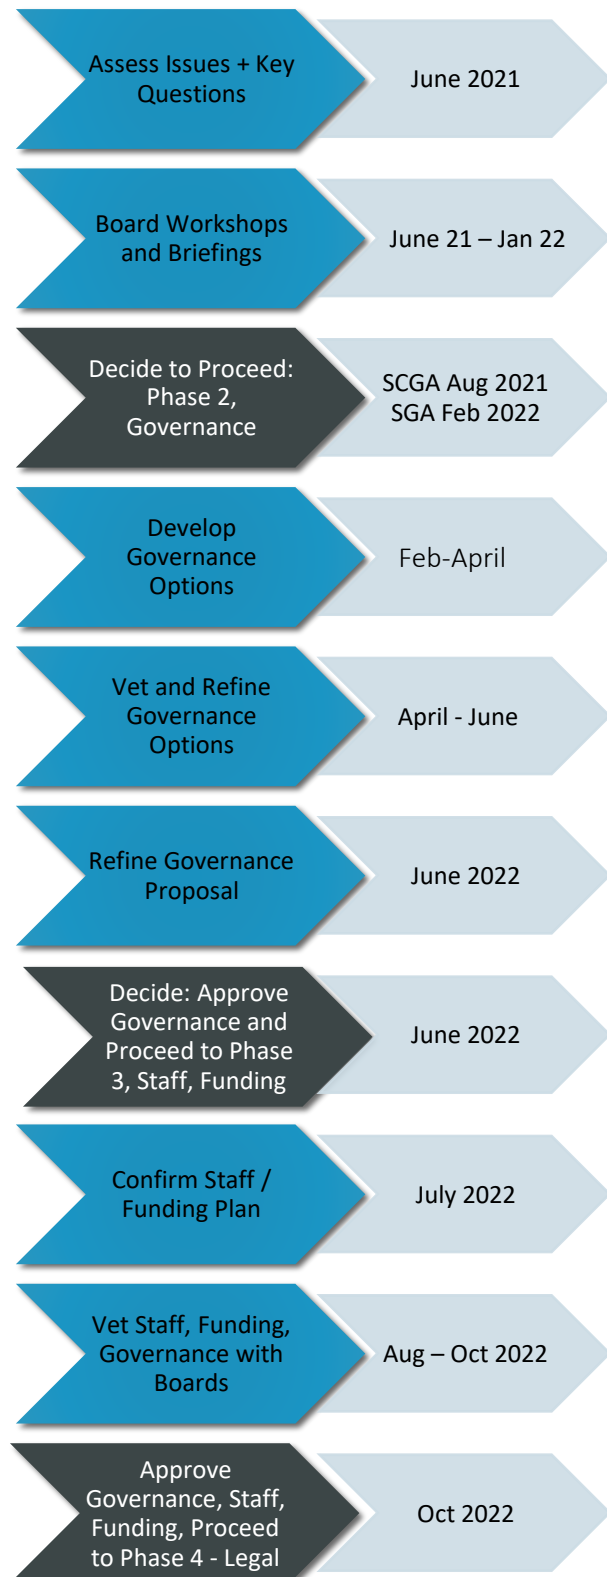 Assess Issues + Key
Questions
June 2021
Board Workshops
and Briefings
June 21 – Jan 22
Decide to Proceed:
Phase 2,
Governance
SCGA Aug 2021
SGA Feb 2022
Develop
Governance
Options
Feb-April
Vet and Refine
Governance
Options
April - June
Refine Governance
Proposal
June 2022
Decide: Approve
Governance and
Proceed to Phase
3, Staff, Funding
June 2022
Confirm Staff /
Funding Plan
July 2022
Vet Staff, Funding,
Governance with
Boards
Aug – Oct 2022
Approve
Governance, Staff,
Funding, Proceed
to Phase 4 - Legal
Oct 2022